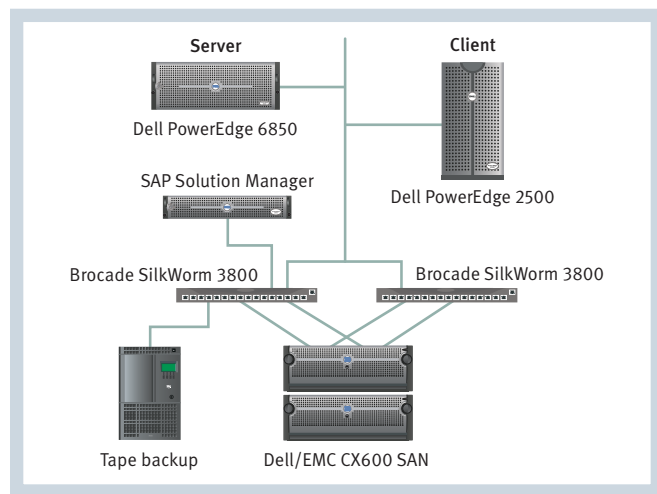 Server
Client
Dell PowerEdge 6850
SAP Solution Manager
Dell PowerEdge 2500
Brocade SilkWorm 3800
Brocade SilkWorm 3800
Tape backup
Dell/EMC CX600 SAN